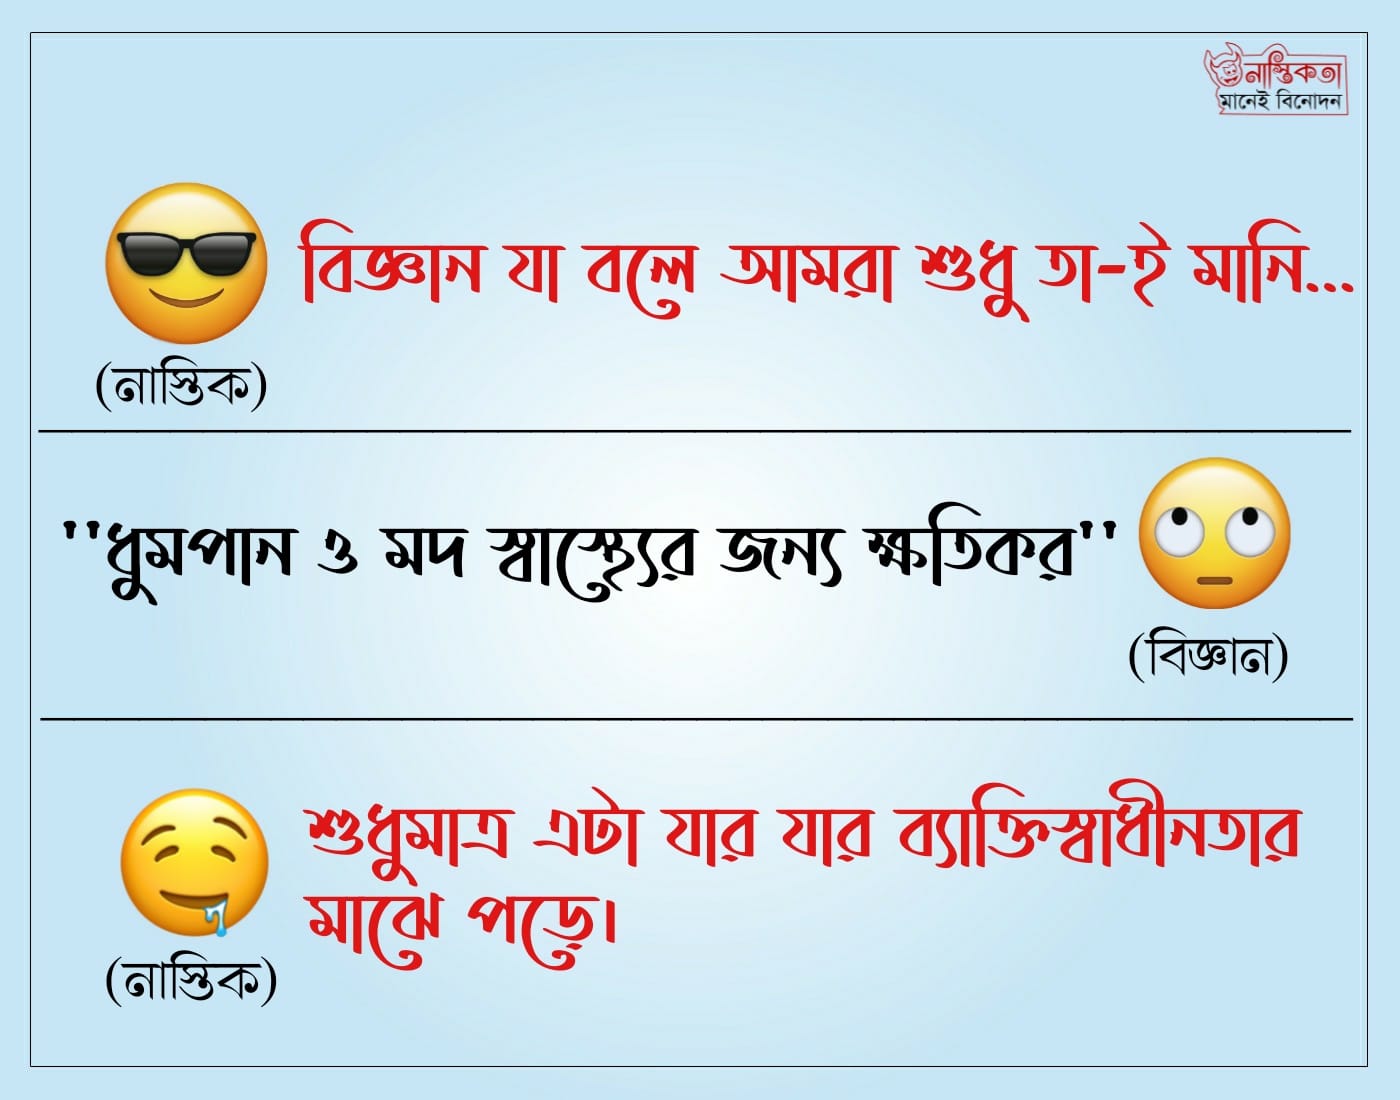 নাস্তিকতা
মানেই বিনোদন
বিজ্ঞান যা বলে আমরা শুধু তা-ই মানি...
(নাস্তিক)
''ধুমপান ও মদ স্বাস্থ্যের জন্য ক্ষতিকর''
(বিজ্ঞান)
শুধুমাত্র এটা যার যার ব্যাক্তিস্বাধীনতার
মাঝে পড়ে।
(নাস্তিক)